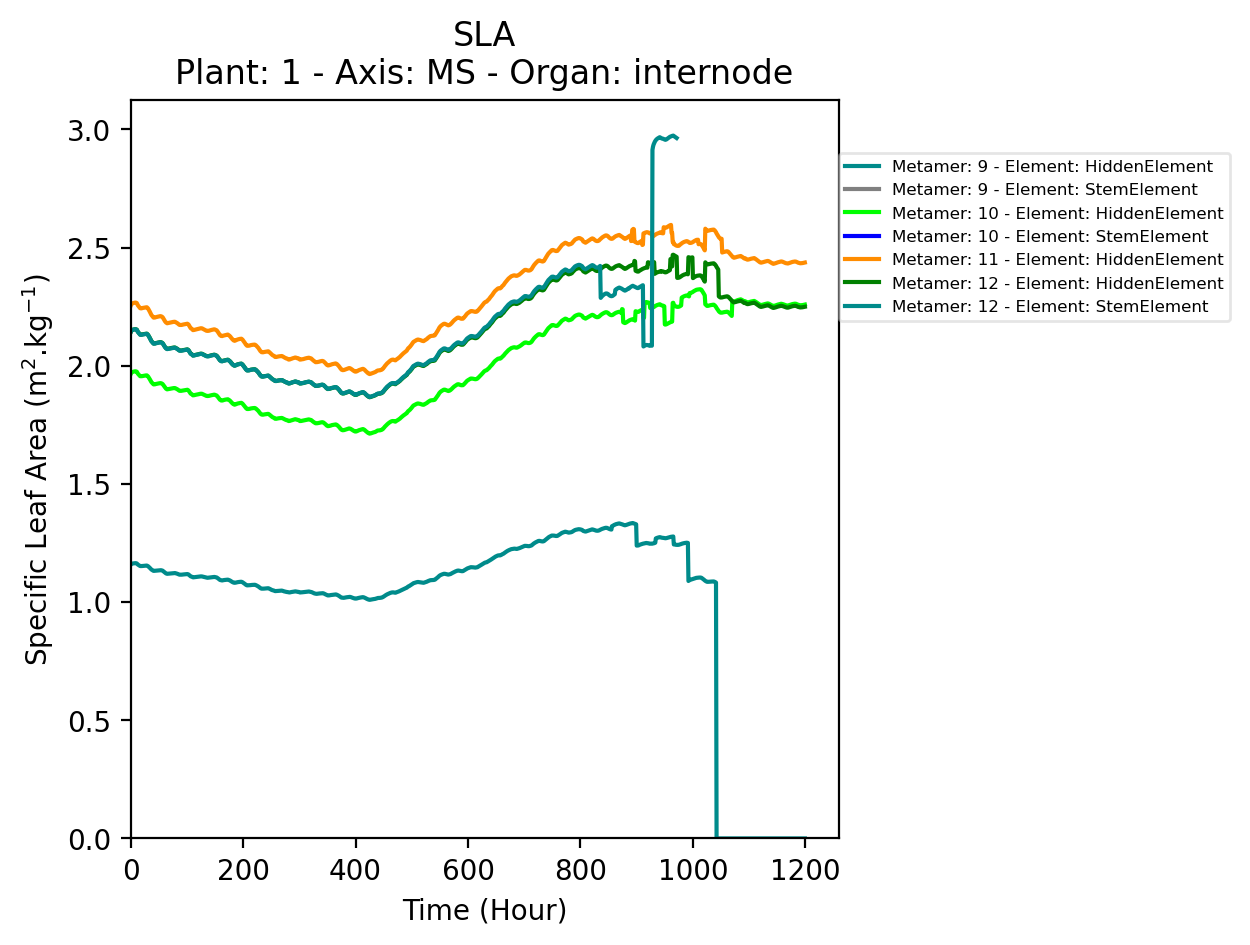 SLA
Plant: 1 - Axis: MS - Organ: internode
3.0
2.5
2.0
1.5
1.0
0.5
0.0
Specific Leaf Area (m².kg⁻¹)
0 200 400 600 800 1000 1200
Time (Hour)
Metamer: 9 - Element: HiddenElement
Metamer: 9 - Element: StemElement
Metamer: 10 - Element: HiddenElement
Metamer: 10 - Element: StemElement
Metamer: 11 - Element: HiddenElement
Metamer: 12 - Element: HiddenElement
Metamer: 12 - Element: StemElement